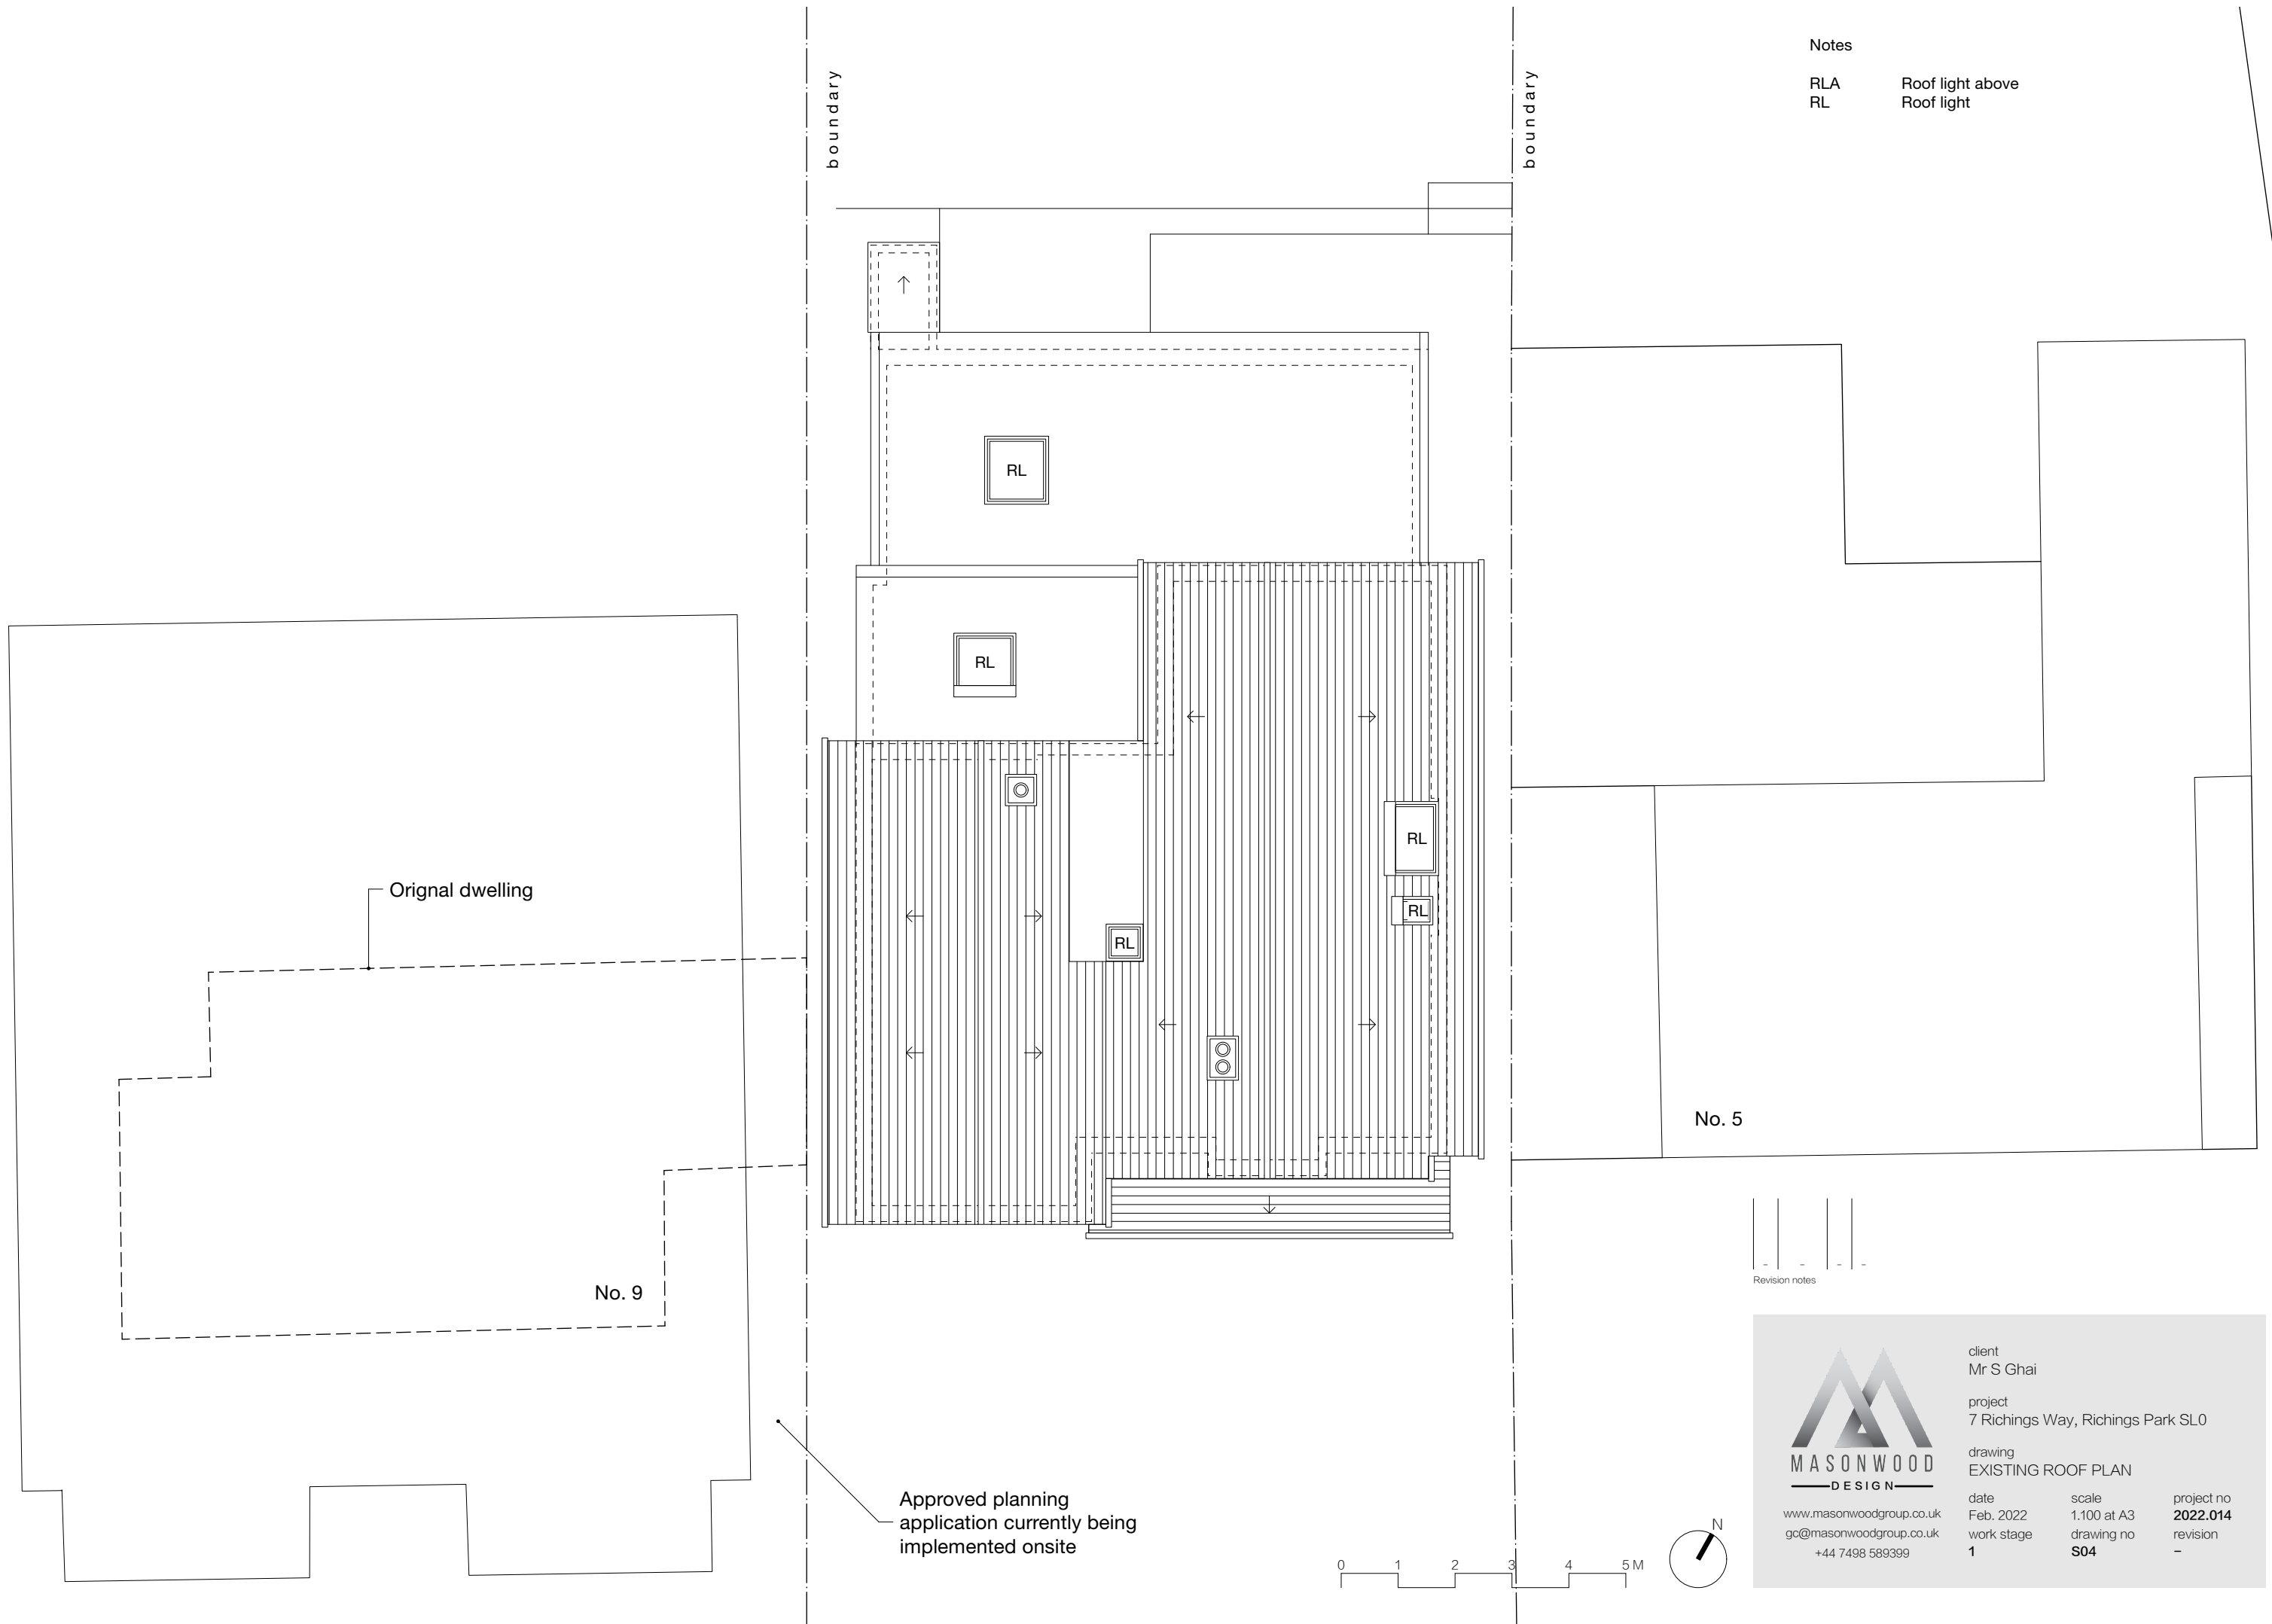 Notes
RLA Roof light above
RL Roof light
boundary
boundary
RL
RL
RL
RL
RL
Orignal dwelling
No. 5
No. 9
Approved planning
application currently being
implemented onsite
0 1 2 3 4 5 M
N
– – – –
Revision notes
MASONWOOD
DESIGN
www.masonwoodgroup.co.uk
gc@masonwoodgroup.co.uk
+44 7498 589399
client
Mr S Ghai
project
7 Richings Way, Richings Park SL0
drawing
EXISTING ROOF PLAN
date scale project no
Feb. 2022 1.100 at A3 2022.014
work stage drawing no revision
1 S04 –